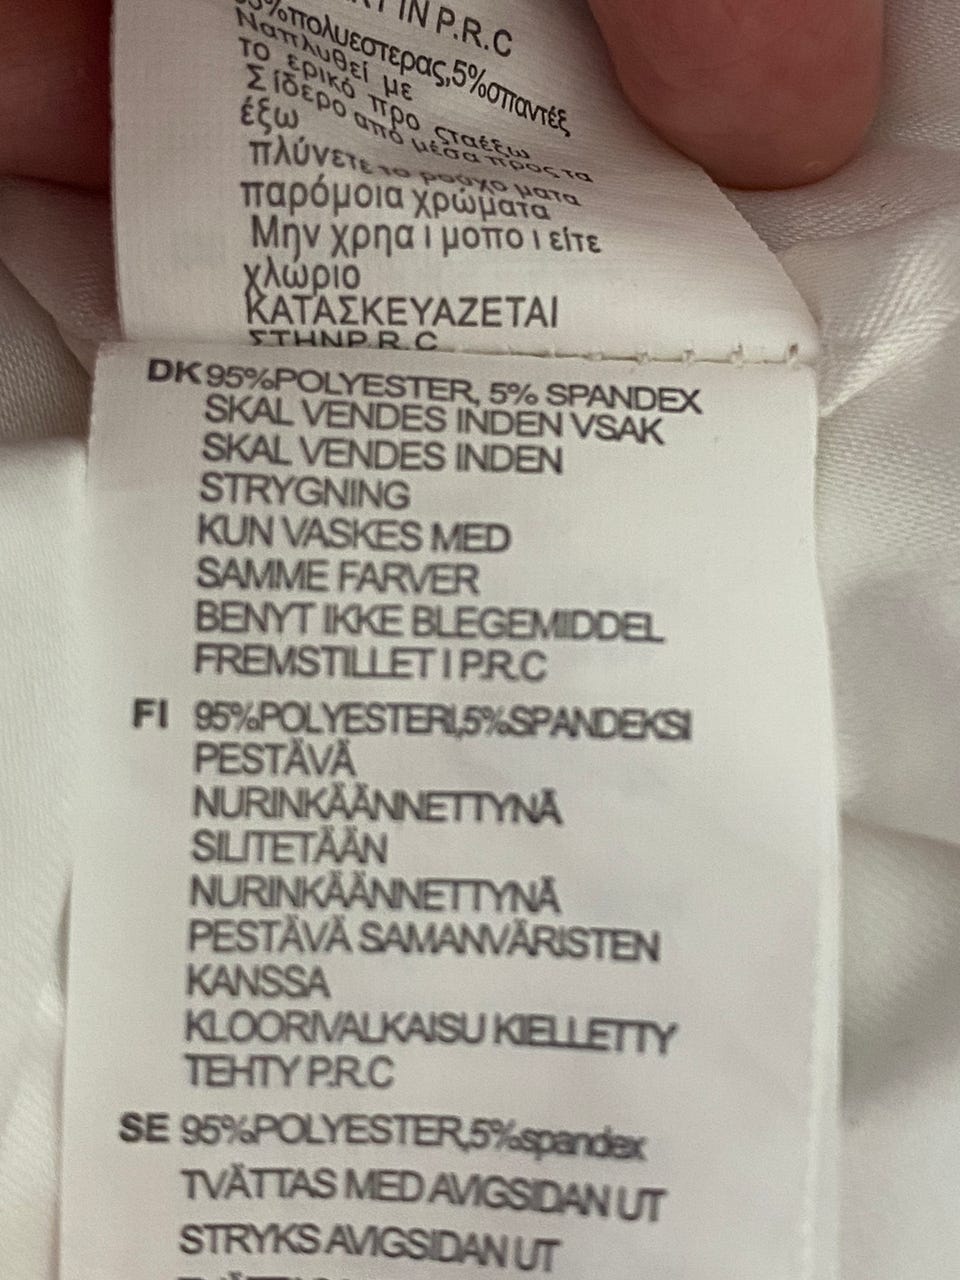 IN P.R.C
%πολυεστερας,5%σπαντέξ
Ναπλυθεί με
το ερικό προ ςταέξω
Σίδερο από μέσα προς τα
έξω
πλύνετε το ρούχο ματα
παρόμοια χρώματα
Μην χρηα ι μοπο ι είτε
χλώριο
ΚΑΤΑΣΚΕΥΑΖΕΤΑΙ
ΣΤΗΝP.R.C
DK 95%POLYESTER, 5% SPANDEX
SKAL VENDES INDEN VSAK
SKAL VENDES INDEN
STRYGNING
KUN VASKES MED
SAMME FARVER
BENYT IKKE BLEGEMIDDEL
FREMSTILLET I P.R.C
FI 95%POLYESTERI,5%SPANDEKSI
PESTÄVÄ
NURINKÄÄNNETTYNÄ
SILITETÄÄN
NURINKÄÄNNETTYNÄ
PESTÄVÄ SAMANVÄRISTEN
KANSSA
KLOORIVALKAISU KIELLETTY
TEHTY P.R.C
SE 95%POLYESTER,5%spandex
TVÄTTAS MED AVIGSIDAN UT
STRYKS AVIGSIDAN UT